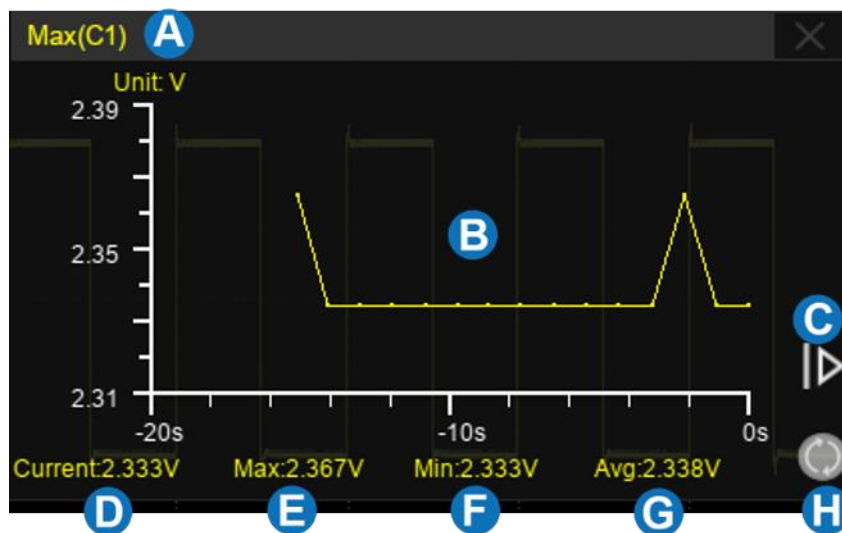 Max(C1) A
Unit: V
2.39
B
2.35
C
2.31
-20s -10s 0s
Current:2.333V Max:2.367V Min:2.333V Avg:2.338V
D E F G H